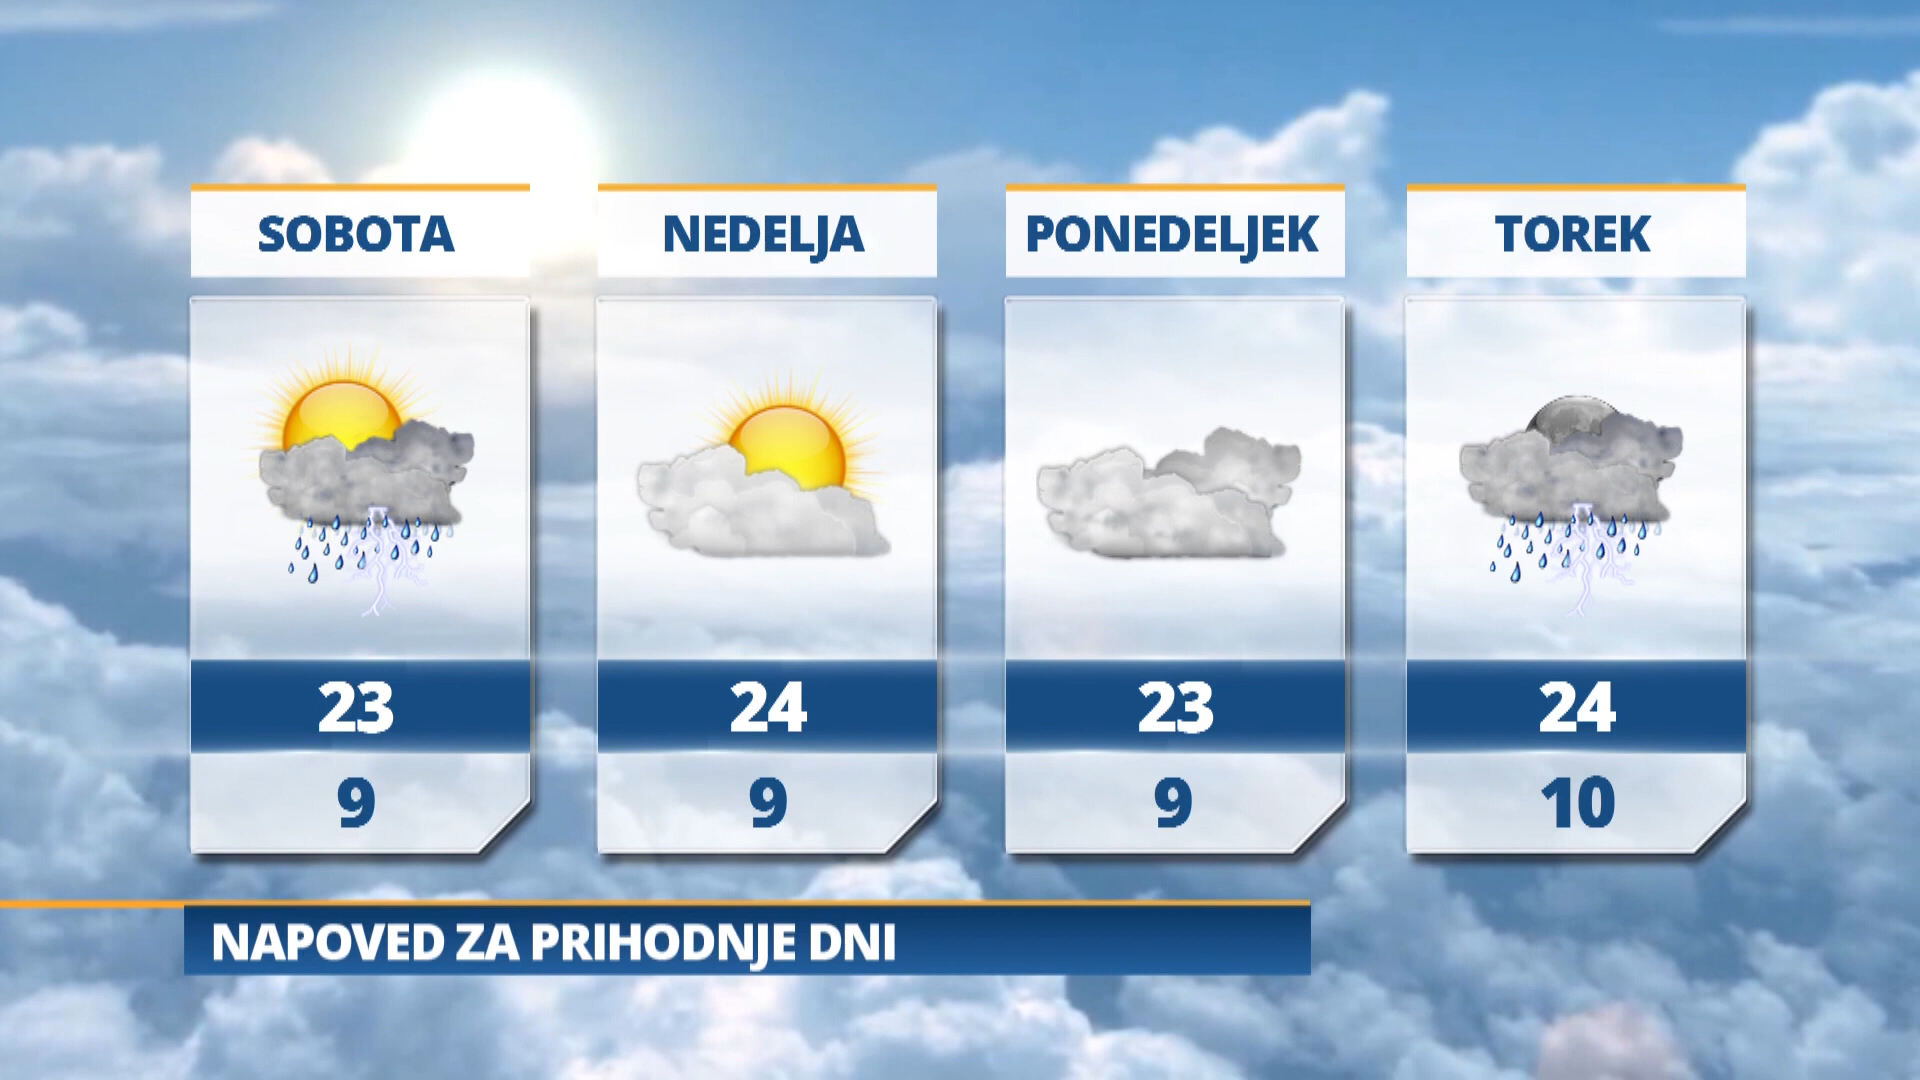 SOBOTA
NEDELJA
PONEDELJEK
TOREK
23
24
23
24
9
9
9
10
NAPOVED ZA PRIHODNJE DNI